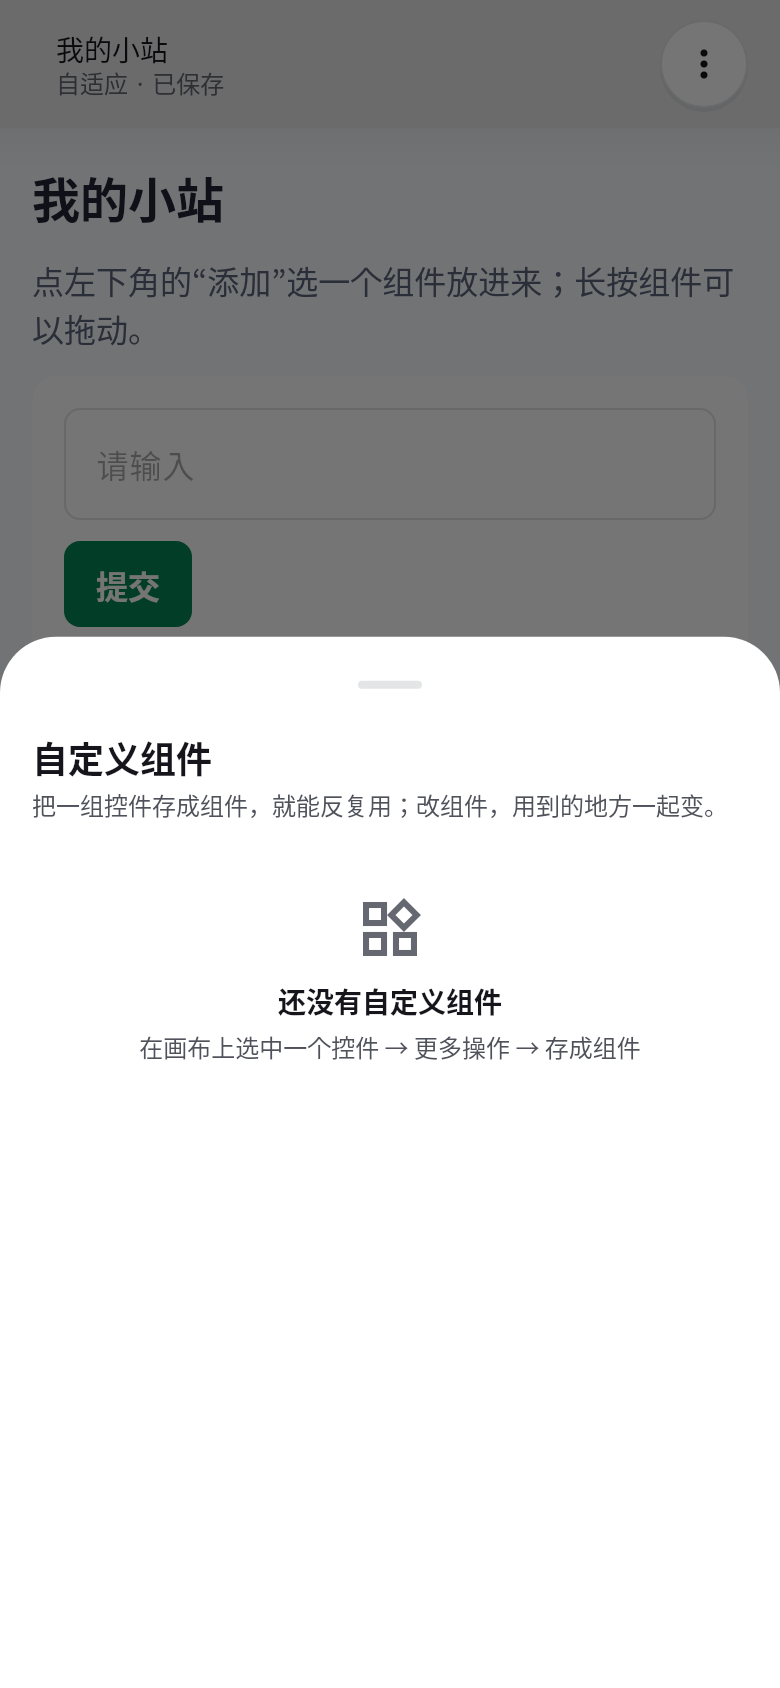 我的小站
自适应 · 已保存
我的小站
点左下角的“添加”选一个组件放进来；长按组件可
以拖动。
请输入
提交
自定义组件
把一组控件存成组件，就能反复用；改组件，用到的地方一起变。
还没有自定义组件
在画布上选中一个控件 → 更多操作 → 存成组件